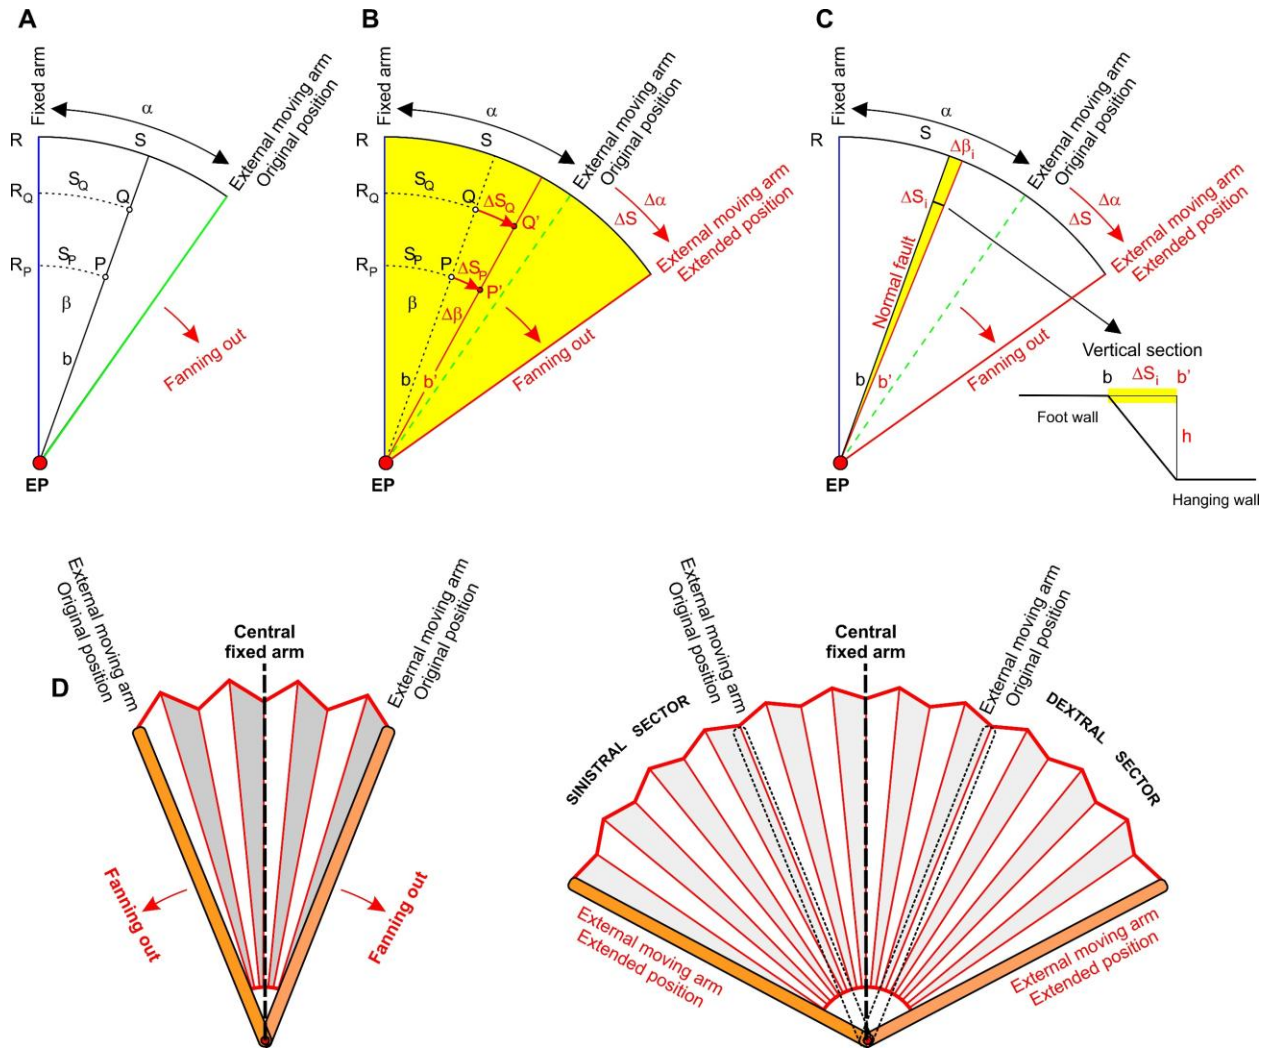 A
Fixed arm
External moving arm
Original position
α
R
S
R_Q
S_Q
Q
R_P
S_P
P
β
b
Fanning out
EP
B
Fixed arm
External moving arm
Original position
α
R
S
ΔS
Δα
External moving arm
Extended position
R_Q
S_Q
Q
ΔS_Q
Q'
R_P
S_P
P
ΔS_P
P'
β
Δβ
b
b'
Fanning out
EP
C
Fixed arm
External moving arm
Original position
α
R
S
Δβ_i
ΔS
Δα
External moving arm
Extended position
ΔS_i
Normal fault
b
b'
Fanning out
EP
Vertical section
b
ΔS_i
b'
Foot wall
h
Hanging wall
D
External moving arm
Original position
Central
fixed arm
External moving arm
Original position
Fanning out
Fanning out
External moving arm
Original position
Central
fixed arm
External moving arm
Original position
SINISTRAL SECTOR
DEXTRAL SECTOR
External moving arm
Extended position
External moving arm
Extended position